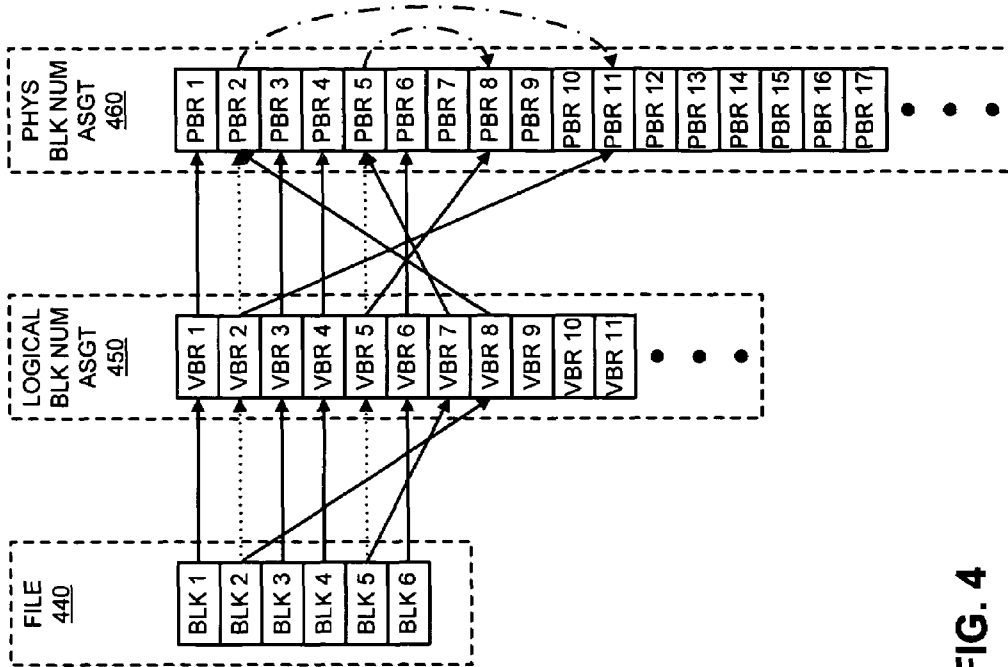 FILE
440
BLK 1
BLK 2
BLK 3
BLK 4
BLK 5
BLK 6
LOGICAL
BLK NUM
ASGT
450
VBR 1
VBR 2
VBR 3
VBR 4
VBR 5
VBR 6
VBR 7
VBR 8
VBR 9
VBR 10
VBR 11
PHYS
BLK NUM
ASGT
460
PBR 1
PBR 2
PBR 3
PBR 4
PBR 5
PBR 6
PBR 7
PBR 8
PBR 9
PBR 10
PBR 11
PBR 12
PBR 13
PBR 14
PBR 15
PBR 16
PBR 17
FIG. 4